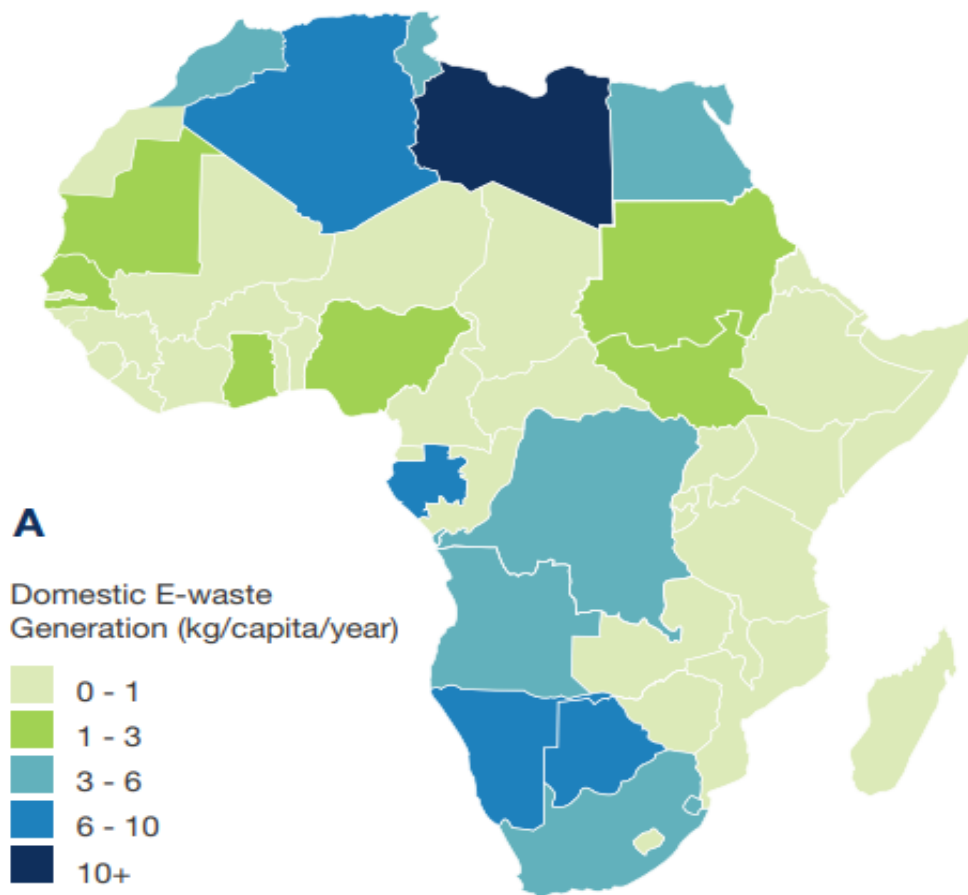 A
Domestic E-waste
Generation (kg/capita/year)
0 - 1
1 - 3
3 - 6
6 - 10
10+